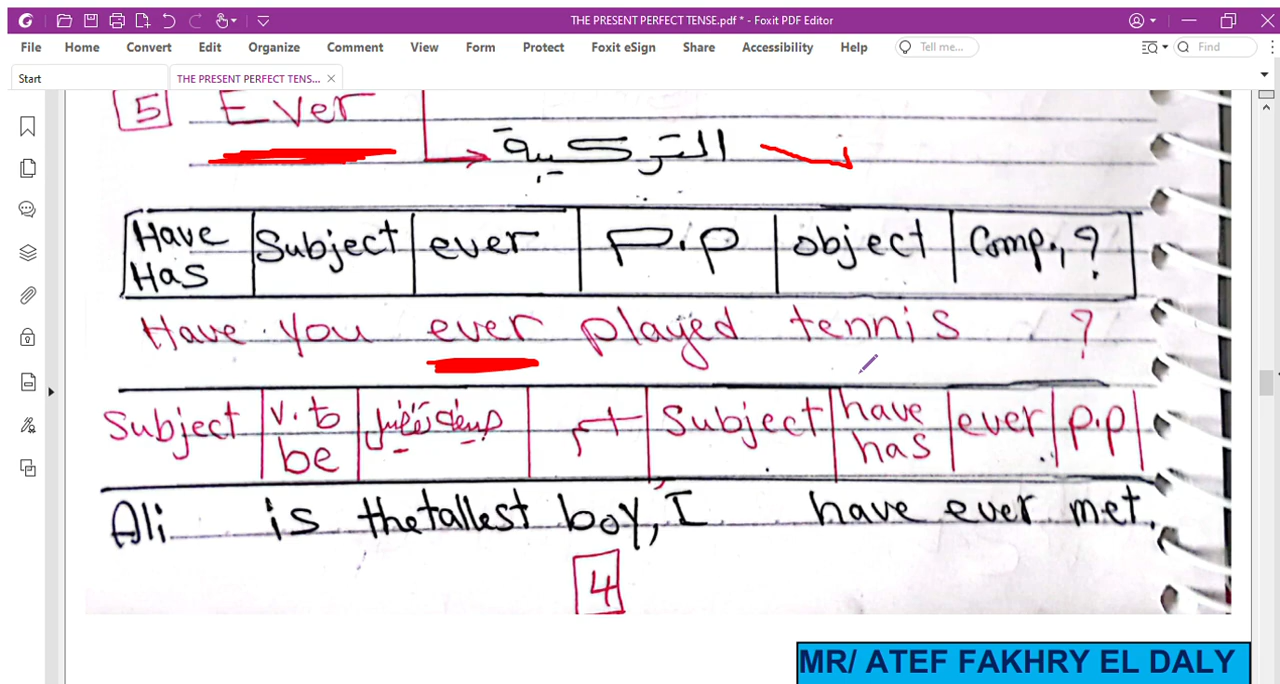 THE PRESENT PERFECT TENSE.pdf * - Foxit PDF Editor
File Home Convert Edit Organize Comment View Form Protect Foxit eSign Share Accessibility Help Tell me... Find
Start THE PRESENT PERFECT TENS...
5 Ever
التركيبة
Have Has Subject ever P.P object Comp., ?
Have you ever played tennis ?
Subject v. to be صفة تفضيل اسم Subject have has ever P.P
Ali is the tallest boy, I have ever met.
4
MR/ ATEF FAKHRY EL DALY